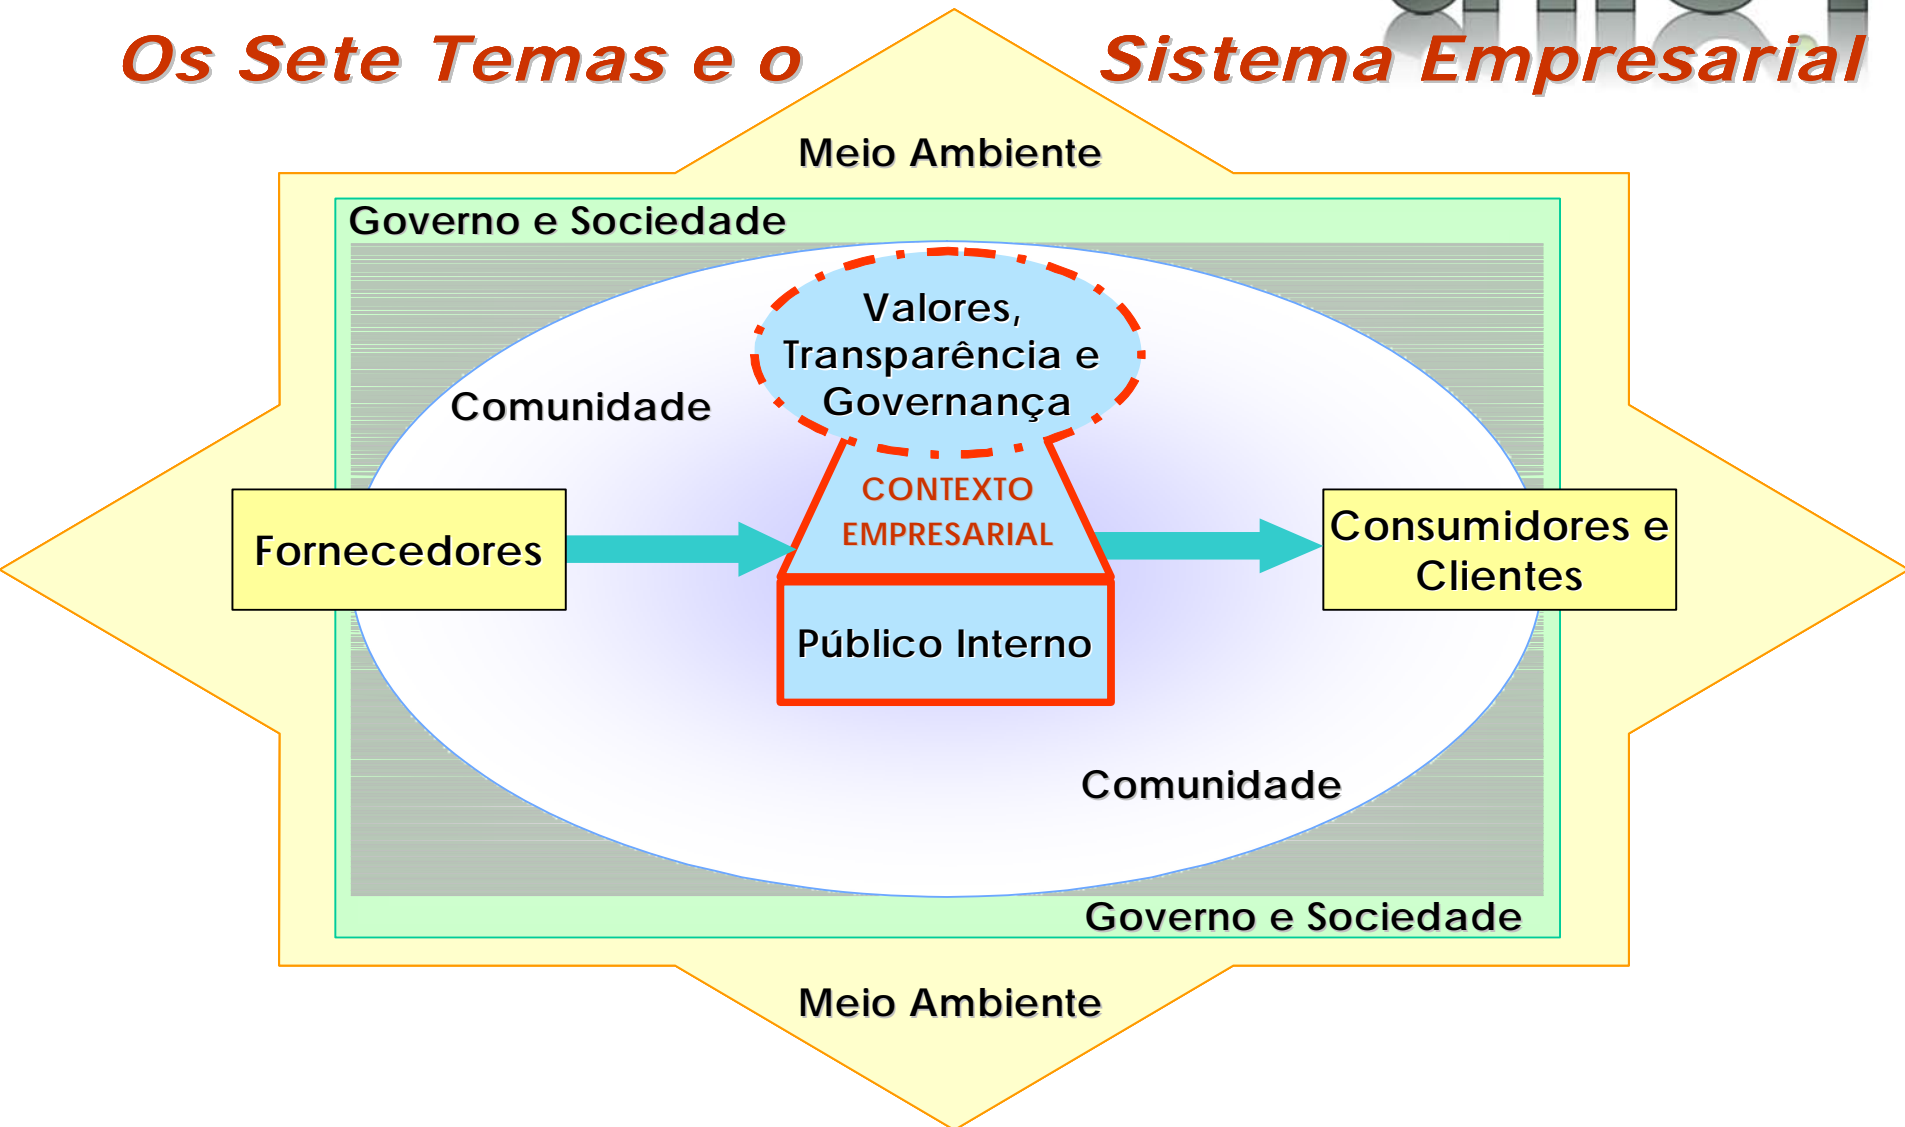 Os Sete Temas e o Sistema Empresarial
Meio Ambiente
Governo e Sociedade
Valores,
Transparência e
Governança
Comunidade
CONTEXTO
EMPRESARIAL
Fornecedores
Consumidores e
Clientes
Público Interno
Comunidade
Governo e Sociedade
Meio Ambiente